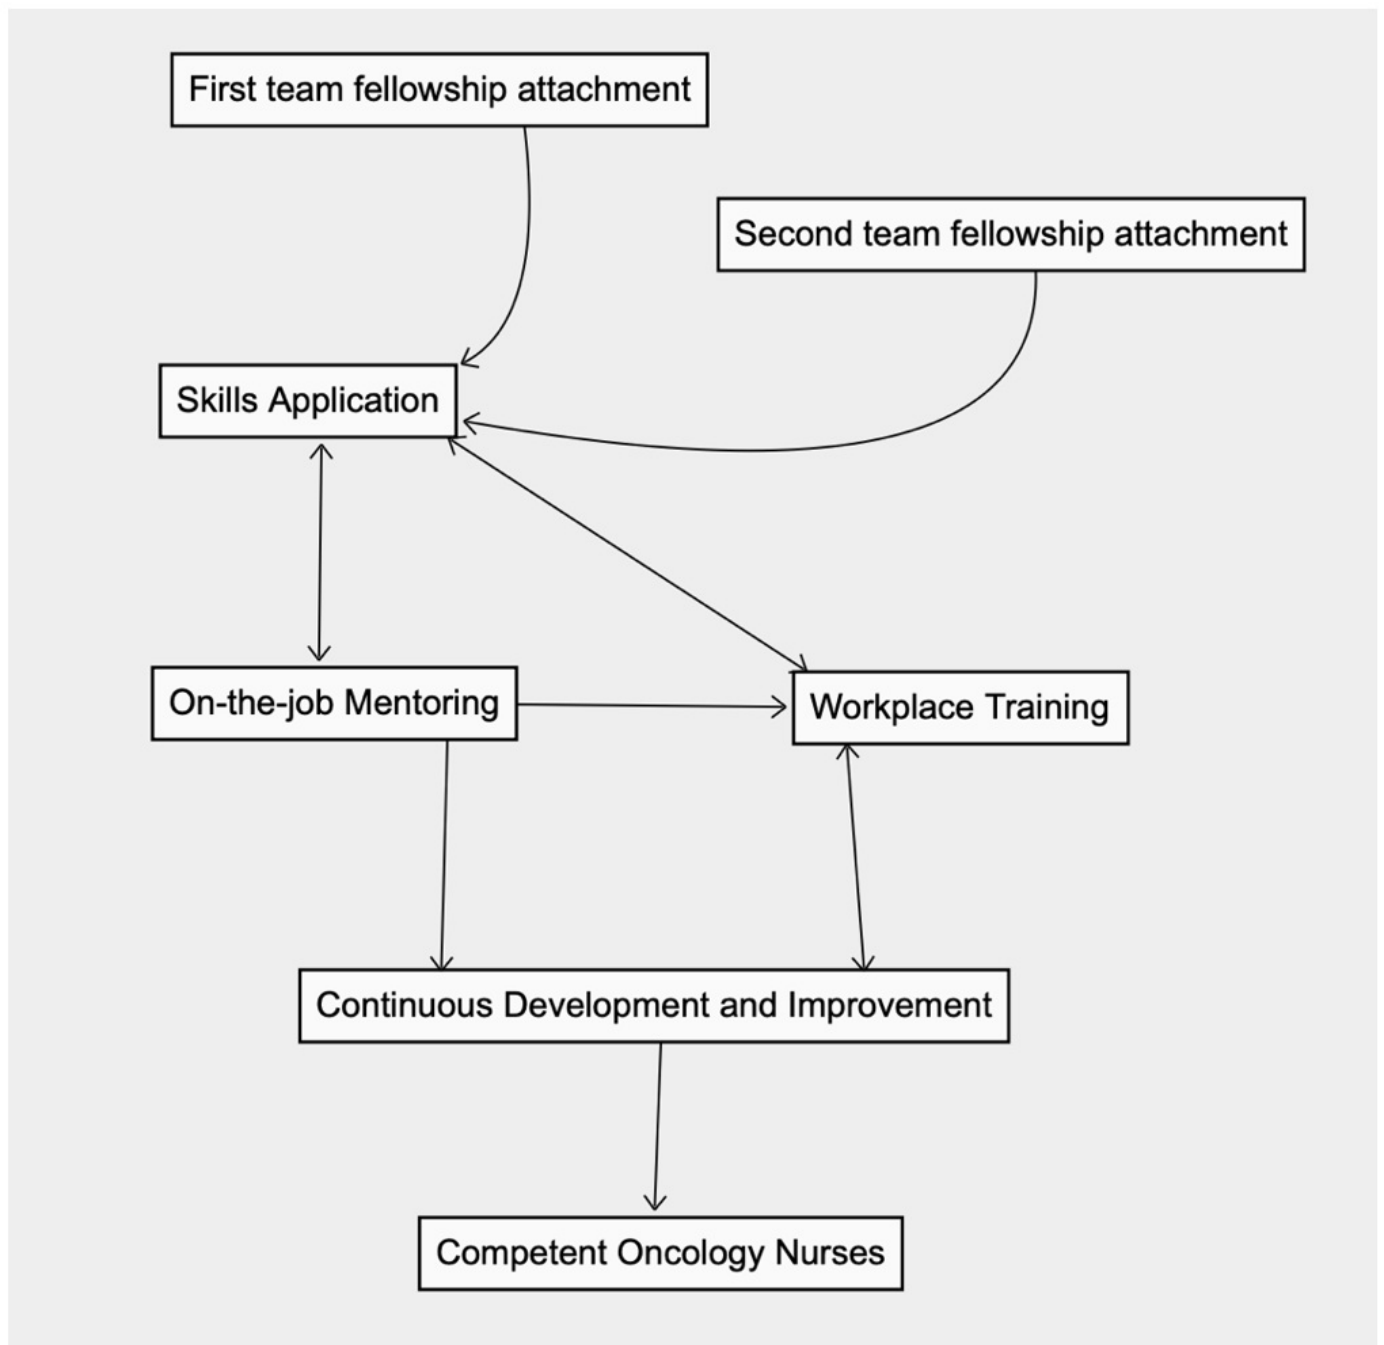 First team fellowship attachment
Second team fellowship attachment
Skills Application
On-the-job Mentoring
Workplace Training
Continuous Development and Improvement
Competent Oncology Nurses